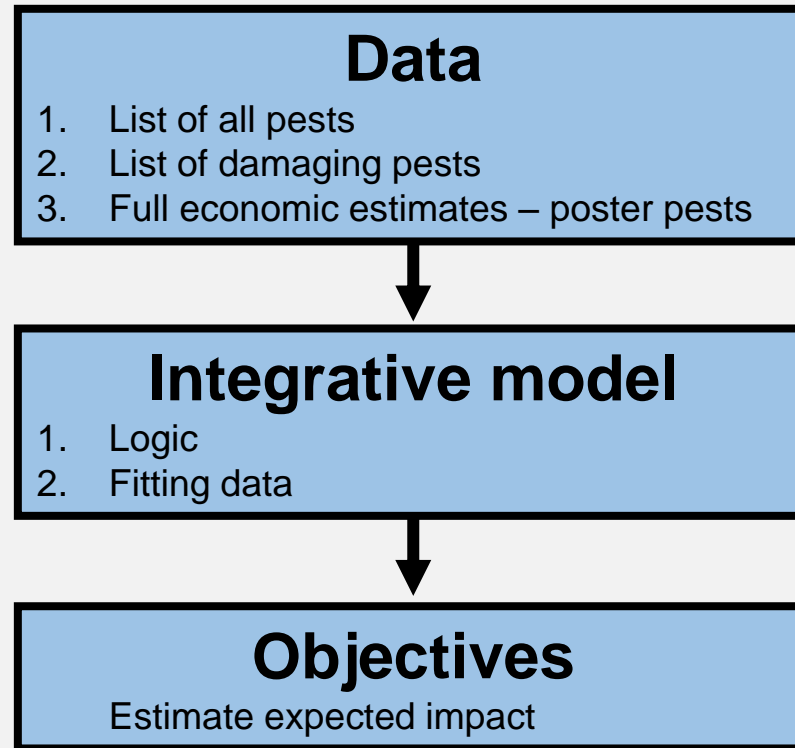 Data
1. List of all pests
2. List of damaging pests
3. Full economic estimates – poster pests
Integrative model
1. Logic
2. Fitting data
Objectives
Estimate expected impact